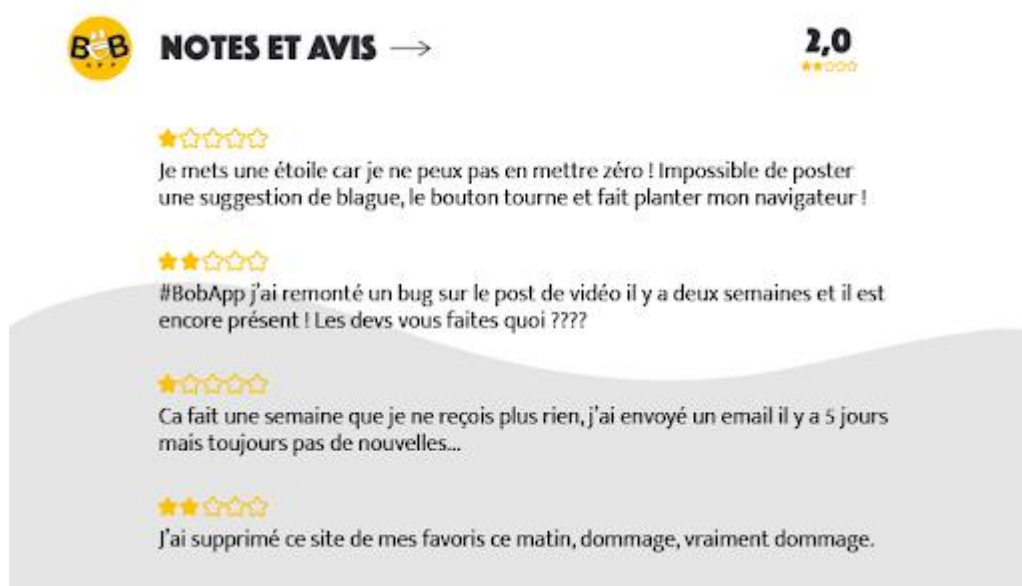 BOB
APP
NOTES ET AVIS →
2,0
Je mets une étoile car je ne peux pas en mettre zéro ! Impossible de poster
une suggestion de blague, le bouton tourne et fait planter mon navigateur !
#BobApp j'ai remonté un bug sur le post de vidéo il y a deux semaines et il est
encore présent ! Les devs vous faites quoi ????
Ca fait une semaine que je ne reçois plus rien, j'ai envoyé un email il y a 5 jours
mais toujours pas de nouvelles...
J'ai supprimé ce site de mes favoris ce matin, dommage, vraiment dommage.